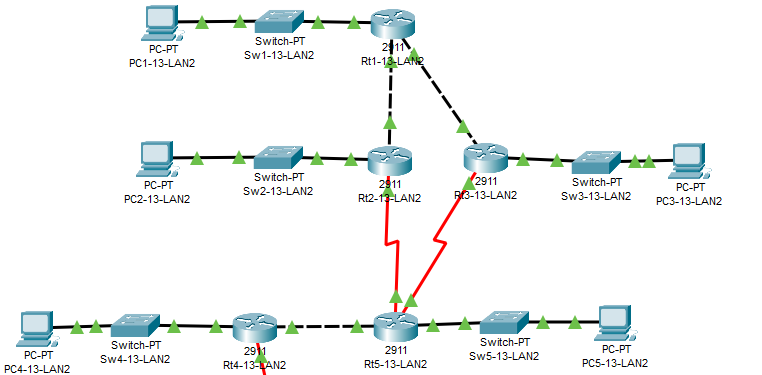 2911
Rt1-13-LAN2
Switch-PT
Sw1-13-LAN2
PC-PT
PC1-13-LAN2
2911
Rt2-13-LAN2
2911
Rt3-13-LAN2
Switch-PT
Sw2-13-LAN2
PC-PT
PC2-13-LAN2
Switch-PT
Sw3-13-LAN2
PC-PT
PC3-13-LAN2
PC-PT
PC4-13-LAN2
Switch-PT
Sw4-13-LAN2
2911
Rt4-13-LAN2
2911
Rt5-13-LAN2
Switch-PT
Sw5-13-LAN2
PC-PT
PC5-13-LAN2